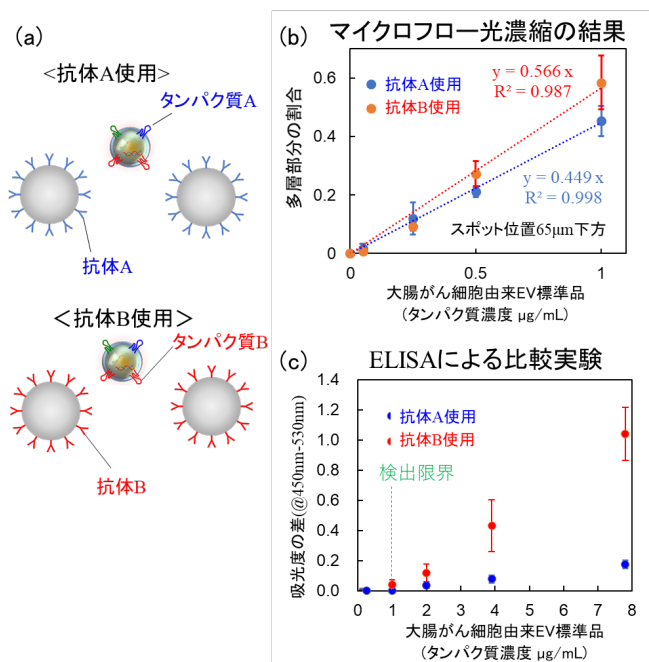 (a)
<抗体A使用>
タンパク質A
抗体A
＜抗体B使用＞
タンパク質B
抗体B
(b) マイクロフロー光濃縮の結果
多層部分の割合
0.6
0.4
0.2
0
0
0.5
1
抗体A使用
抗体B使用
y = 0.566 x
R² = 0.987
y = 0.449 x
R² = 0.998
スポット位置65μm下方
大腸がん細胞由来EV標準品
(タンパク質濃度 μg/mL)
(c) ELISAによる比較実験
吸光度の差(@450nm-530nm)
1.4
1.2
1.0
0.8
0.6
0.4
0.2
0.0
0 1 2 3 4 5 6 7 8
抗体A使用
抗体B使用
検出限界
大腸がん細胞由来EV標準品
(タンパク質濃度 μg/mL)